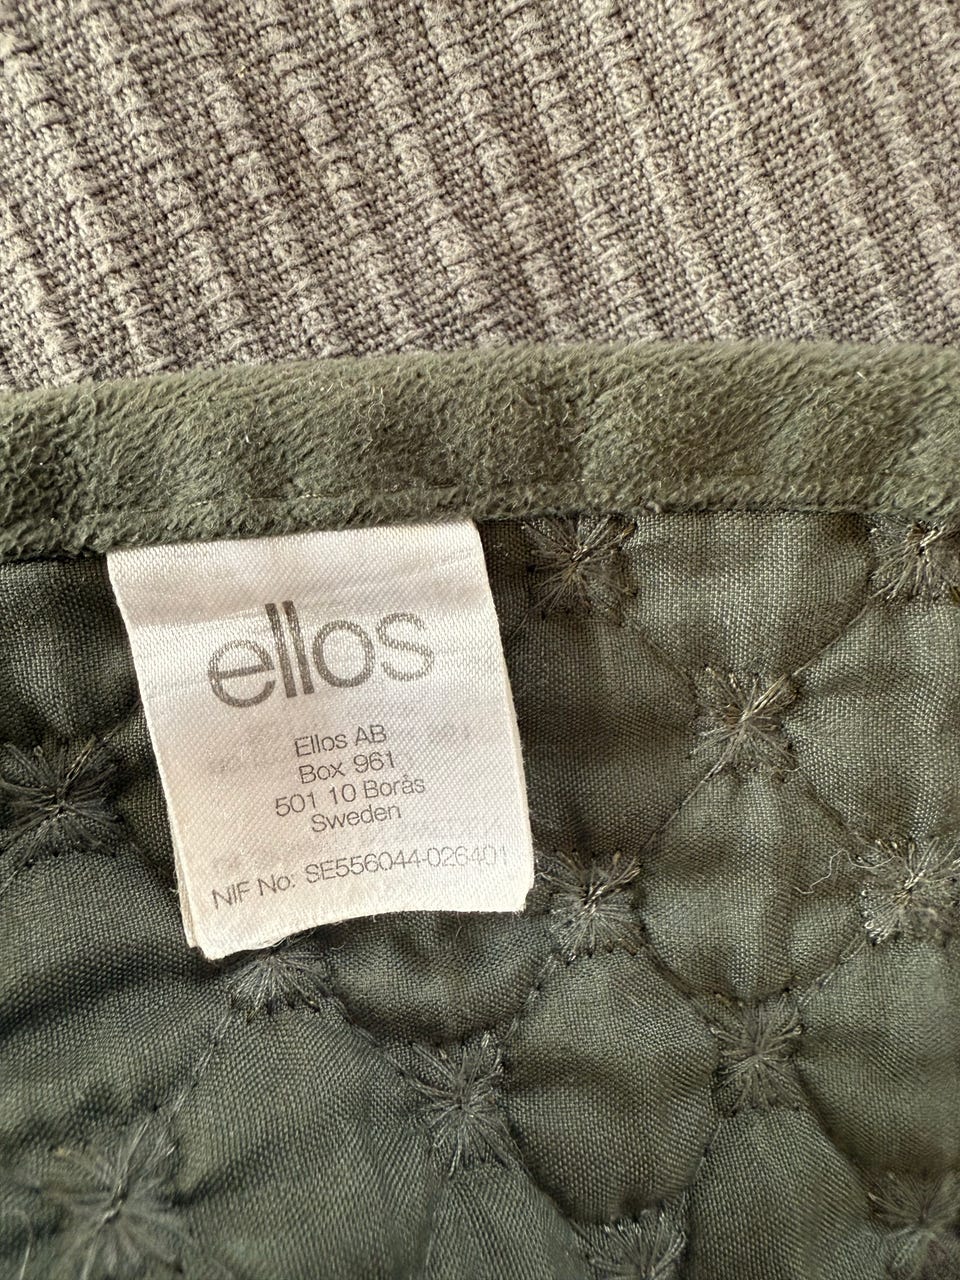 ellos
Ellos AB
Box 961
501 10 Borås
Sweden
NIF No: SE556044-026401